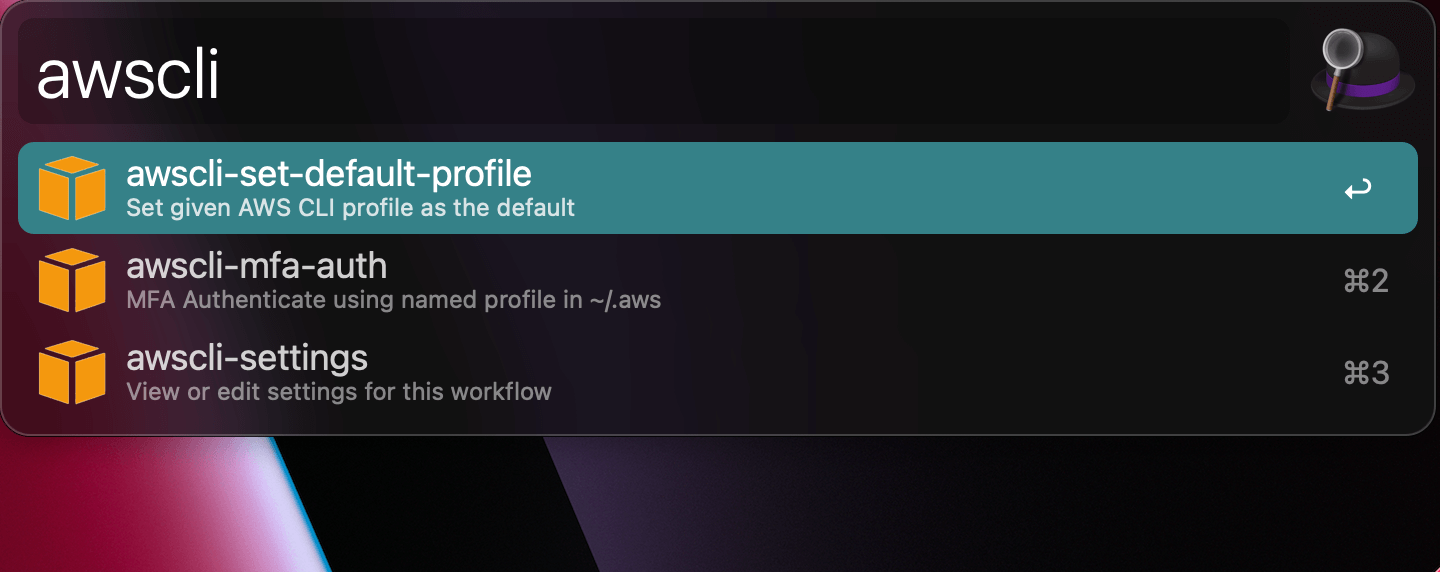 awscli
awscli-set-default-profile
Set given AWS CLI profile as the default
awscli-mfa-auth
⌘2
MFA Authenticate using named profile in ~/.aws
awscli-settings
⌘3
View or edit settings for this workflow